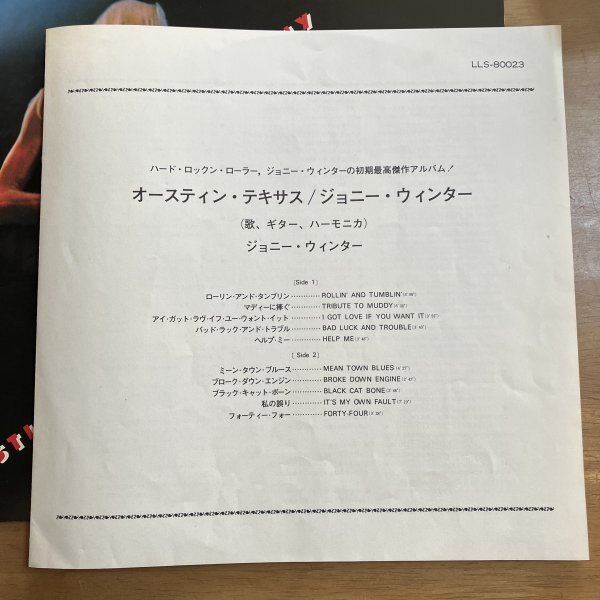 LLS-80023
ハード・ロックン・ローラー, ジョニー・ウィンターの初期最高傑作アルバム!
オースティン・テキサス/ジョニー・ウィンター
(歌、ギター、ハーモニカ)
ジョニー・ウィンター
[Side 1]
ローリン・アンド・タンブリン…………ROLLIN' AND TUMBLIN'
マディーに捧ぐ…………TRIBUTE TO MUDDY
アイ・ガット・ラヴ・イフ・ユー・ウォント・イット…………I GOT LOVE IF YOU WANT IT
バッド・ラック・アンド・トラブル…………BAD LUCK AND TROUBLE
ヘルプ・ミー…………HELP ME
[Side 2]
ミーン・タウン・ブルース…………MEAN TOWN BLUES
ブローク・ダウン・エンジン…………BROKE DOWN ENGINE
ブラック・キャット・ボーン…………BLACK CAT BONE
私の誤り…………IT'S MY OWN FAULT
フォーティー・フォー…………FORTY-FOUR